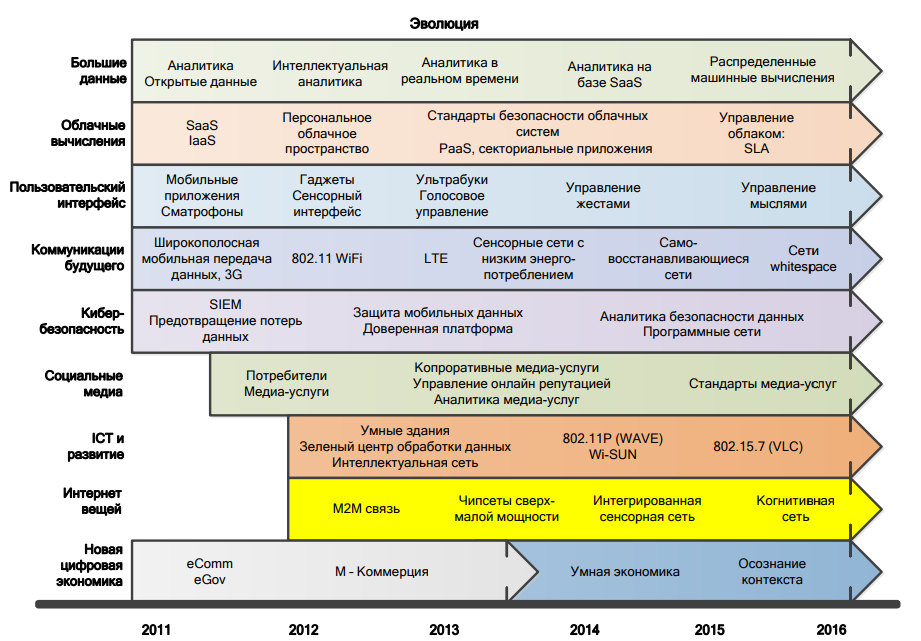 Эволюция
Большие
данные
Аналитика
Открытые данные
Интеллектуальная
аналитика
Аналитика в
реальном времени
Аналитика на
базе SaaS
Распределенные
машинные вычисления
Облачные
вычисления
SaaS
IaaS
Персональное
облачное
пространство
Стандарты безопасности облачных
систем
PaaS, секториальные приложения
Управление
облаком:
SLA
Пользовательский
интерфейс
Мобильные
приложения
Сматрофоны
Гаджеты
Сенсорный
интерфейс
Ультрабуки
Голосовое
управление
Управление
жестами
Управление
мыслями
Коммуникации
будущего
Широкополосная
мобильная передача
данных, 3G
802.11 WiFi
LTE
Сенсорные сети с
низким энерго-
потреблением
Само-
восстанавливающиеся
сети
Сети
whitespace
Кибер-
безопасность
SIEM
Предотвращение потерь
данных
Защита мобильных данных
Доверенная платформа
Аналитика безопасности данных
Программные сети
Социальные
медиа
Потребители
Медиа-услуги
Копроративные медиа-услуги
Управление онлайн репутацией
Аналитика медиа-услуг
Стандарты медиа-услуг
ICT и
развитие
Умные здания
Зеленый центр обработки данных
Интеллектуальная сеть
802.11P (WAVE)
Wi-SUN
802.15.7 (VLC)
Интернет
вещей
M2M связь
Чипсеты сверх-
малой мощности
Интегрированная
сенсорная сеть
Когнитивная
сеть
Новая
цифровая
экономика
eComm
eGov
М - Коммерция
Умная экономика
Осознание
контекста
2011
2012
2013
2014
2015
2016